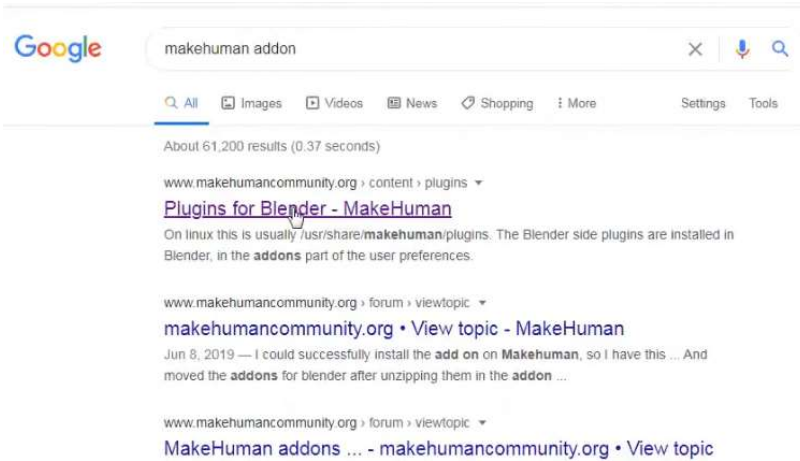 Google
makehuman addon
All Images Videos News Shopping More Settings Tools
About 61,200 results (0.37 seconds)
www.makehumancommunity.org › content › plugins
Plugins for Blender - MakeHuman
On linux this is usually /usr/share/makehuman/plugins. The Blender side plugins are installed in
Blender, in the addons part of the user preferences.
www.makehumancommunity.org › forum › viewtopic
makehumancommunity.org • View topic - MakeHuman
Jun 8, 2019 — I could successfully install the add on on Makehuman, so I have this ... And
moved the addons for blender after unzipping them in the addon ...
www.makehumancommunity.org › forum › viewtopic
MakeHuman addons ... - makehumancommunity.org • View topic